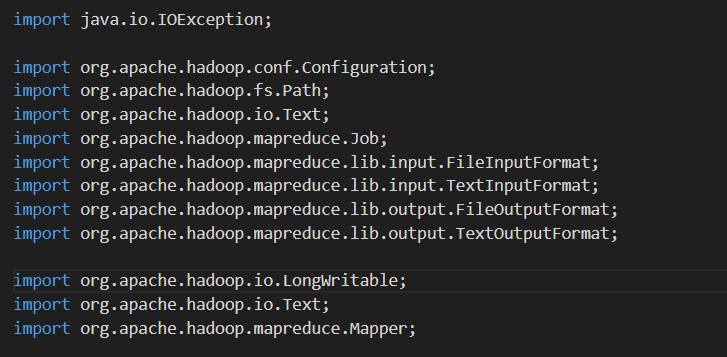 import java.io.IOException;
import org.apache.hadoop.conf.Configuration;
import org.apache.hadoop.fs.Path;
import org.apache.hadoop.io.Text;
import org.apache.hadoop.mapreduce.Job;
import org.apache.hadoop.mapreduce.lib.input.FileInputFormat;
import org.apache.hadoop.mapreduce.lib.input.TextInputFormat;
import org.apache.hadoop.mapreduce.lib.output.FileOutputFormat;
import org.apache.hadoop.mapreduce.lib.output.TextOutputFormat;
import org.apache.hadoop.io.LongWritable;
import org.apache.hadoop.io.Text;
import org.apache.hadoop.mapreduce.Mapper;